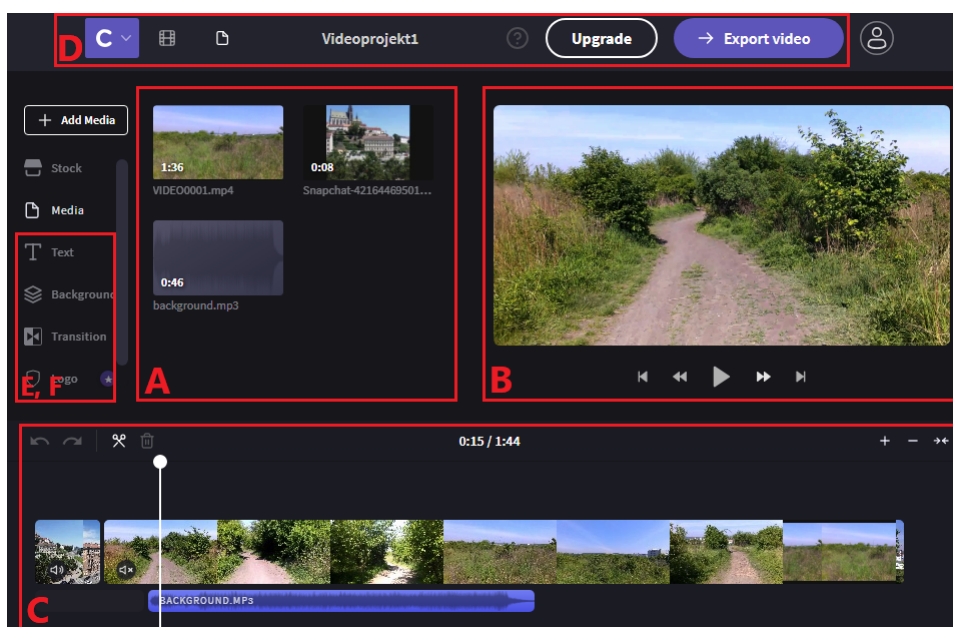 D
C
Videoprojekt1
?
Upgrade
→ Export video
+ Add Media
Stock
Media
Text
Background
Transition
Logo
E, F
1:36
VIDEO0001.mp4
0:08
Snapchat-42164469501...
0:46
background.mp3
A
B
0:15 / 1:44
BACKGROUND.MP3
C